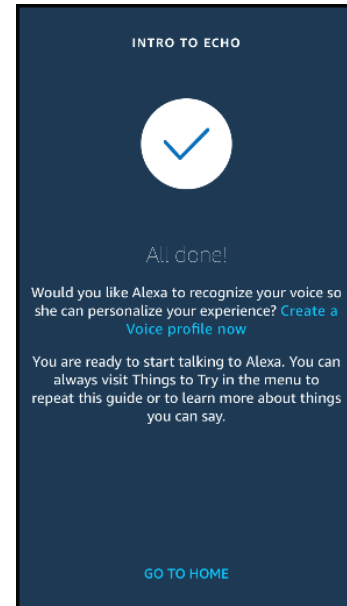 INTRO TO ECHO
All done!
Would you like Alexa to recognize your voice so
she can personalize your experience? Create a
Voice profile now
You are ready to start talking to Alexa. You can
always visit Things to Try in the menu to
repeat this guide or to learn more about things
you can say.
GO TO HOME